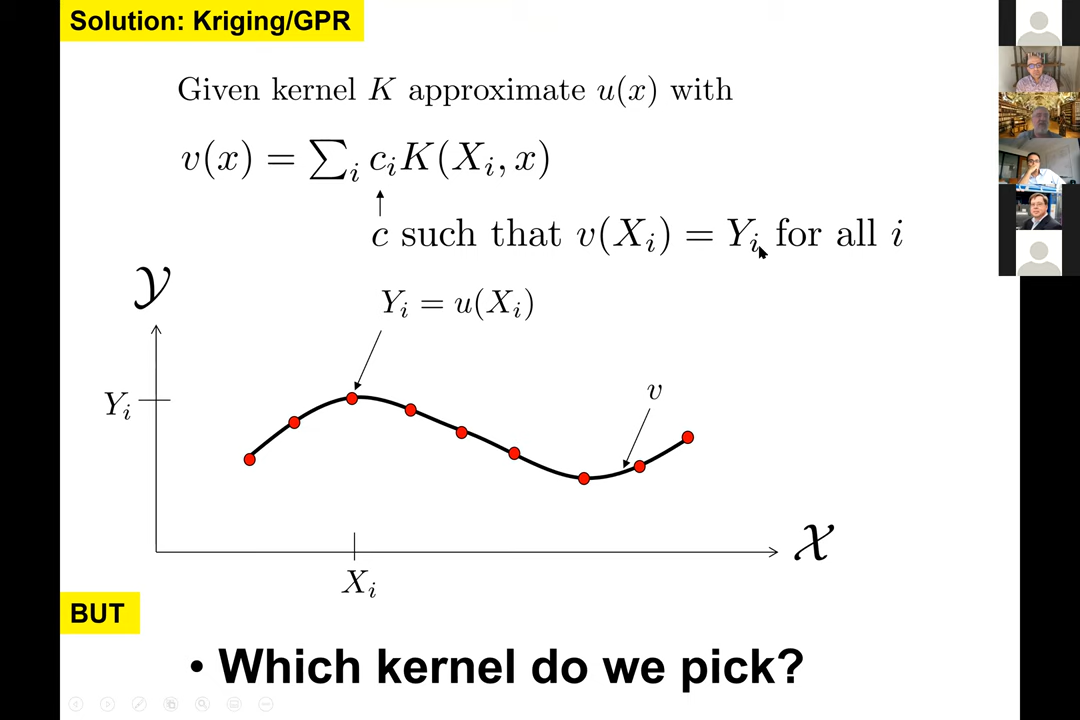 Solution: Kriging/GPR
Given kernel K approximate u(x) with
v(x) = ∑ᵢ cᵢK(Xᵢ, x)
c such that v(Xᵢ) = Yᵢ for all i
𝒴
Yᵢ = u(Xᵢ)
v
Yᵢ
𝒳
Xᵢ
BUT
• Which kernel do we pick?